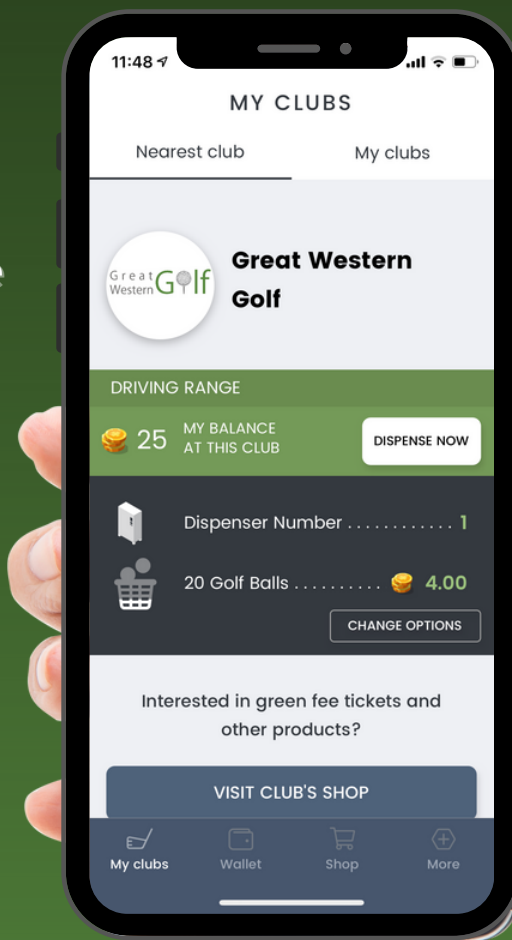 e
11:48
MY CLUBS
Nearest club
My clubs
Great
Western Golf
Great Western
Golf
DRIVING RANGE
25
MY BALANCE
AT THIS CLUB
DISPENSE NOW
Dispenser Number . . . . . . . . . . . . 1
20 Golf Balls . . . . . . . . . . 4.00
CHANGE OPTIONS
Interested in green fee tickets and
other products?
VISIT CLUB'S SHOP
My clubs
Wallet
Shop
More